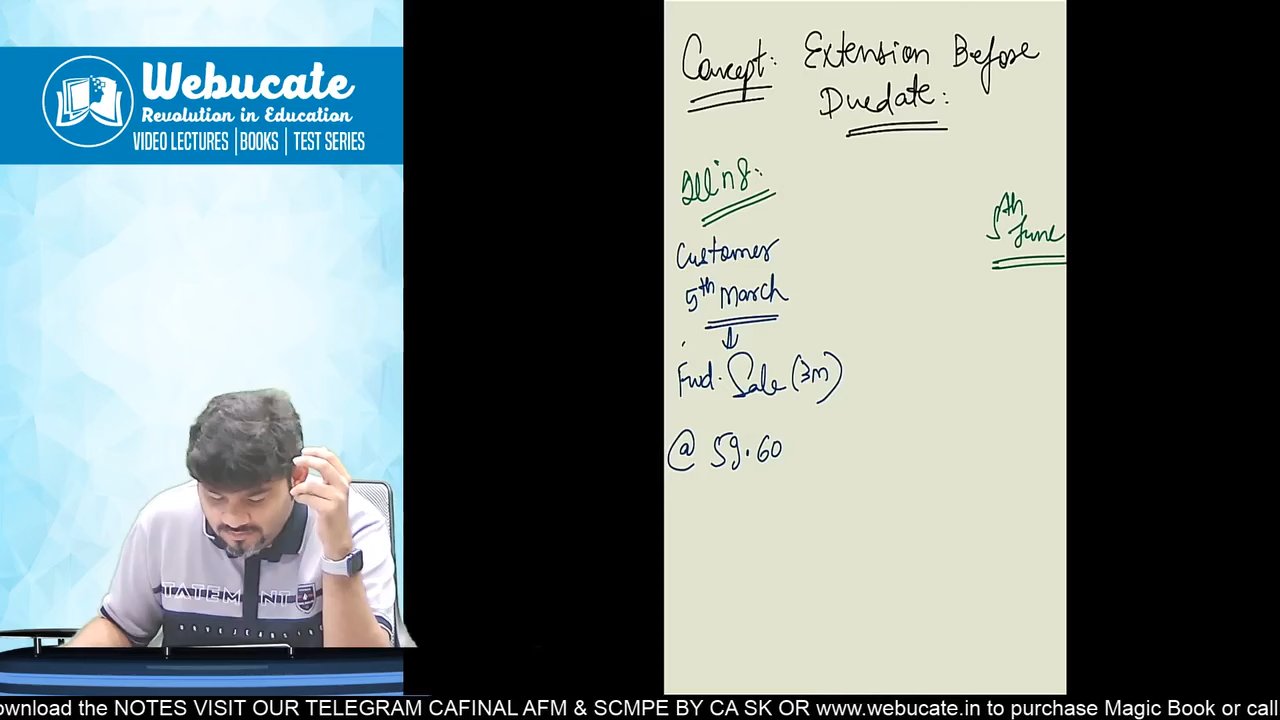 Webucate
Revolution in Education
VIDEO LECTURES | BOOKS | TEST SERIES
Concept: Extension Before
Duedate:
Customer
5th March
5th June
Fwd. Sale (3m)
@ 59.60
TATEMENT
ownload the NOTES VISIT OUR TELEGRAM CAFINAL AFM & SCMPE BY CA SK OR www.webucate.in to purchase Magic Book or call